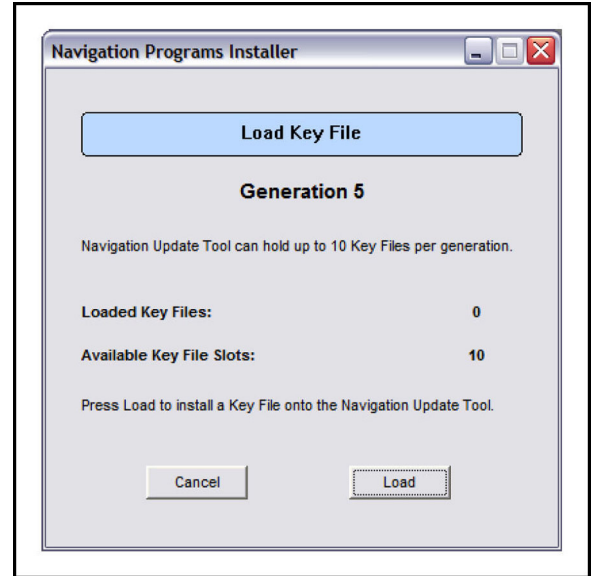 Navigation Programs Installer
Load Key File
Generation 5
Navigation Update Tool can hold up to 10 Key Files per generation.
Loaded Key Files: 0
Available Key File Slots: 10
Press Load to install a Key File onto the Navigation Update Tool.
Cancel Load